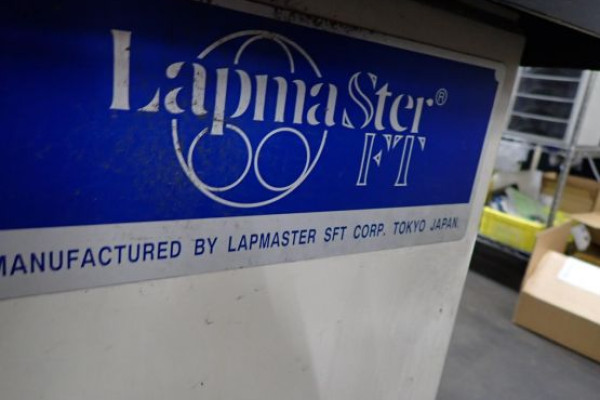 LapmaSter®
FT
MANUFACTURED BY LAPMASTER SFT CORP. TOKYO JAPAN.